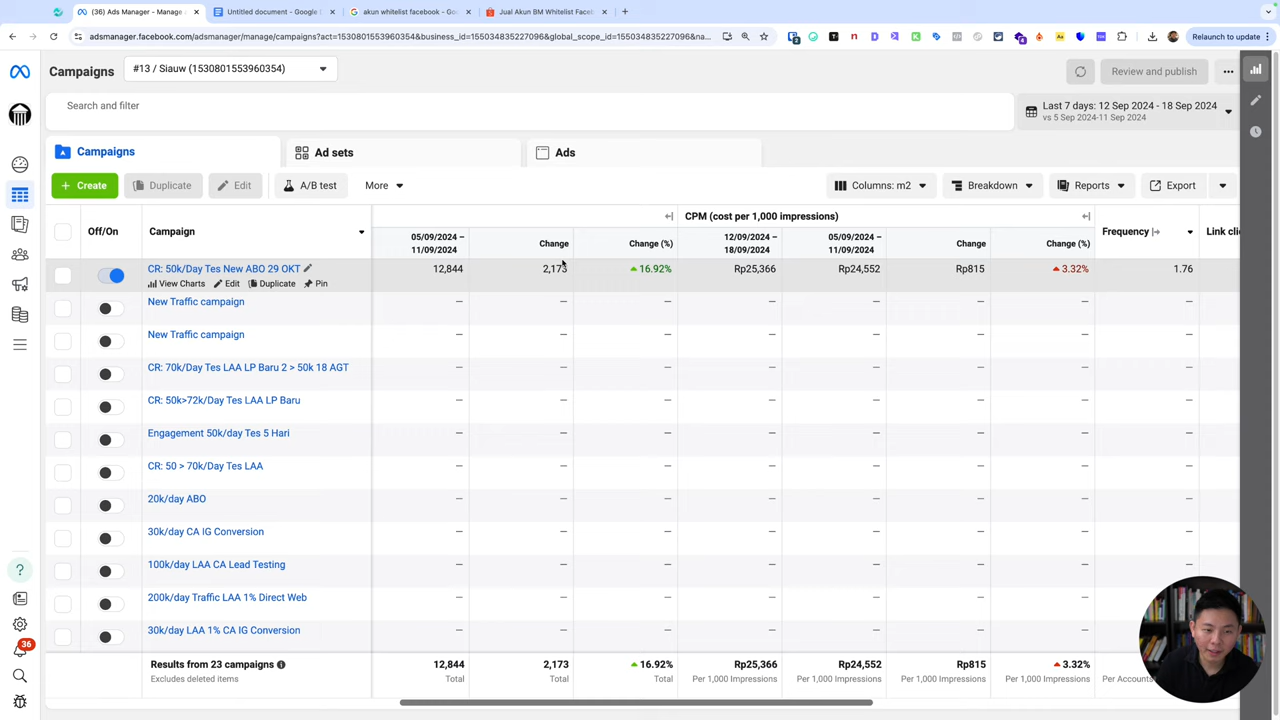 (36) Ads Manager - Manage
Untitled document - Google
akun whitelist facebook - Goo
Jual Akun BM Whitelist Faceb
adsmanager.facebook.com/adsmanager/manage/campaigns?act=1530801553960354&business_id=155034835227096&global_scope_id=155034835227096&na...
Relaunch to update
Campaigns
#13 / Siauw (1530801553960354)
Review and publish
Search and filter
Last 7 days: 12 Sep 2024 - 18 Sep 2024
vs 5 Sep 2024-11 Sep 2024
Campaigns
Ad sets
Ads
+ Create
Duplicate
Edit
A/B test
More
Columns: m2
Breakdown
Reports
Export
CPM (cost per 1,000 impressions)
Off/On
Campaign
05/09/2024 –
11/09/2024
Change
Change (%)
12/09/2024 –
18/09/2024
05/09/2024 –
11/09/2024
Change
Change (%)
Frequency
Link clic
CR: 50k/Day Tes New ABO 29 OKT
12,844
2,173
16.92%
Rp25,366
Rp24,552
Rp815
3.32%
1.76
View Charts
Edit
Duplicate
Pin
New Traffic campaign
— — — — — — —
New Traffic campaign
— — — — — — —
CR: 70k/Day Tes LAA LP Baru 2 > 50k 18 AGT
— — — — — — —
CR: 50k>72k/Day Tes LAA LP Baru
— — — — — — —
Engagement 50k/day Tes 5 Hari
— — — — — — —
CR: 50 > 70k/Day Tes LAA
— — — — — — —
20k/day ABO
— — — — — — —
30k/day CA IG Conversion
— — — — — — —
100k/day LAA CA Lead Testing
— — — — — — —
200k/day Traffic LAA 1% Direct Web
— — — — — — —
30k/day LAA 1% CA IG Conversion
— — — — — — —
Results from 23 campaigns
12,844
2,173
16.92%
Rp25,366
Rp24,552
Rp815
3.32%
Excludes deleted items
Total
Total
Total
Per 1,000 Impressions
Per 1,000 Impressions
Per 1,000 Impressions
Per 1,000 Impressions
Per Accounts
36